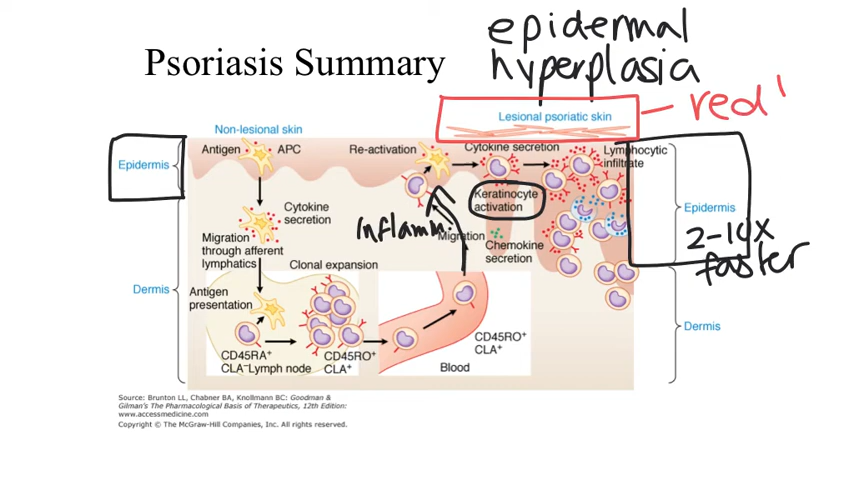 epidermal
hyperplasia
Psoriasis Summary
red
Lesional psoriatic skin
Non-lesional skin
Antigen
APC
Re-activation
Cytokine secretion
Lymphocytic
infiltrate
Epidermis
Keratinocyte
activation
Cytokine
secretion
Inflamm.
Migration
Epidermis
2-10x
faster
Migration
through afferent
lymphatics
Chemokine
secretion
Clonal expansion
Dermis
Antigen
presentation
Dermis
CD45RA+
CLA- Lymph node
CD45RO+
CLA+
CD45RO+
CLA+
Blood
Source: Brunton LL, Chabner BA, Knollmann BC: Goodman &
Gilman's The Pharmacological Basis of Therapeutics, 12th Edition:
www.accessmedicine.com
Copyright © The McGraw-Hill Companies, Inc. All rights reserved.